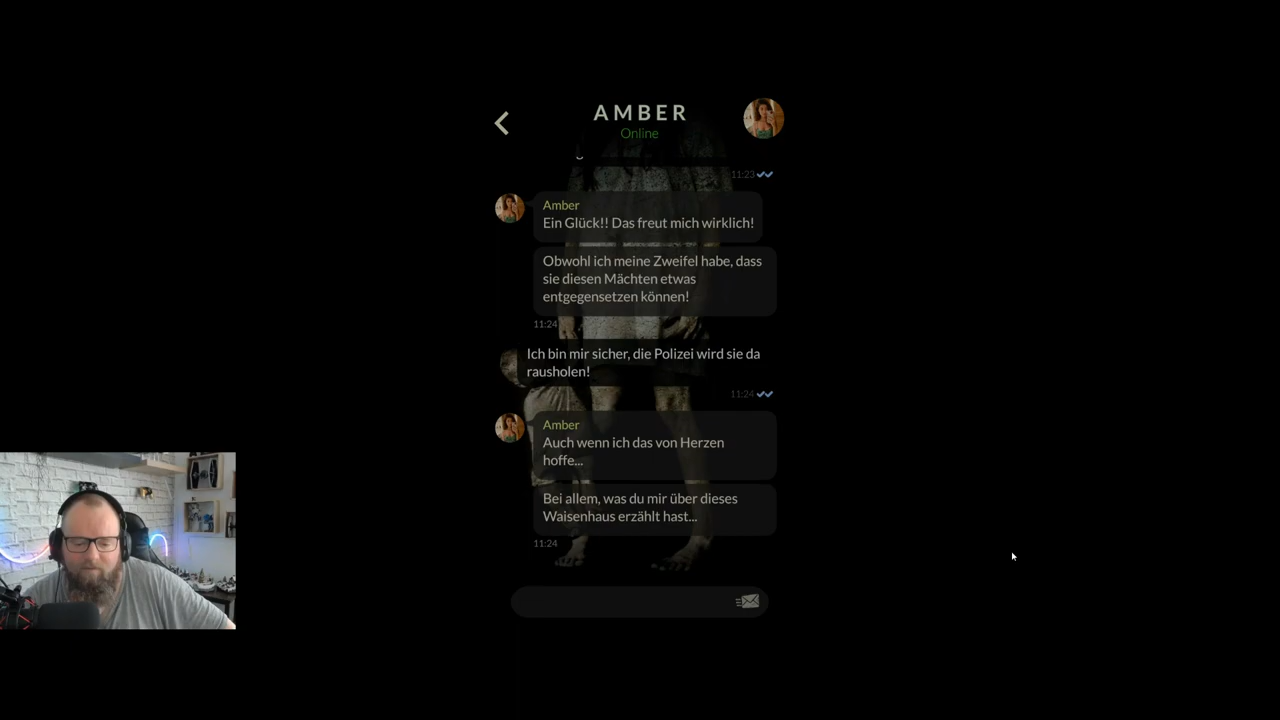 AMBER
Online
11:23
Amber
Ein Glück!! Das freut mich wirklich!
Obwohl ich meine Zweifel habe, dass
sie diesen Mächten etwas
entgegensetzen können!
11:24
Ich bin mir sicher, die Polizei wird sie da
rausholen!
11:24
Amber
Auch wenn ich das von Herzen
hoffe...
Bei allem, was du mir über dieses
Waisenhaus erzählt hast...
11:24